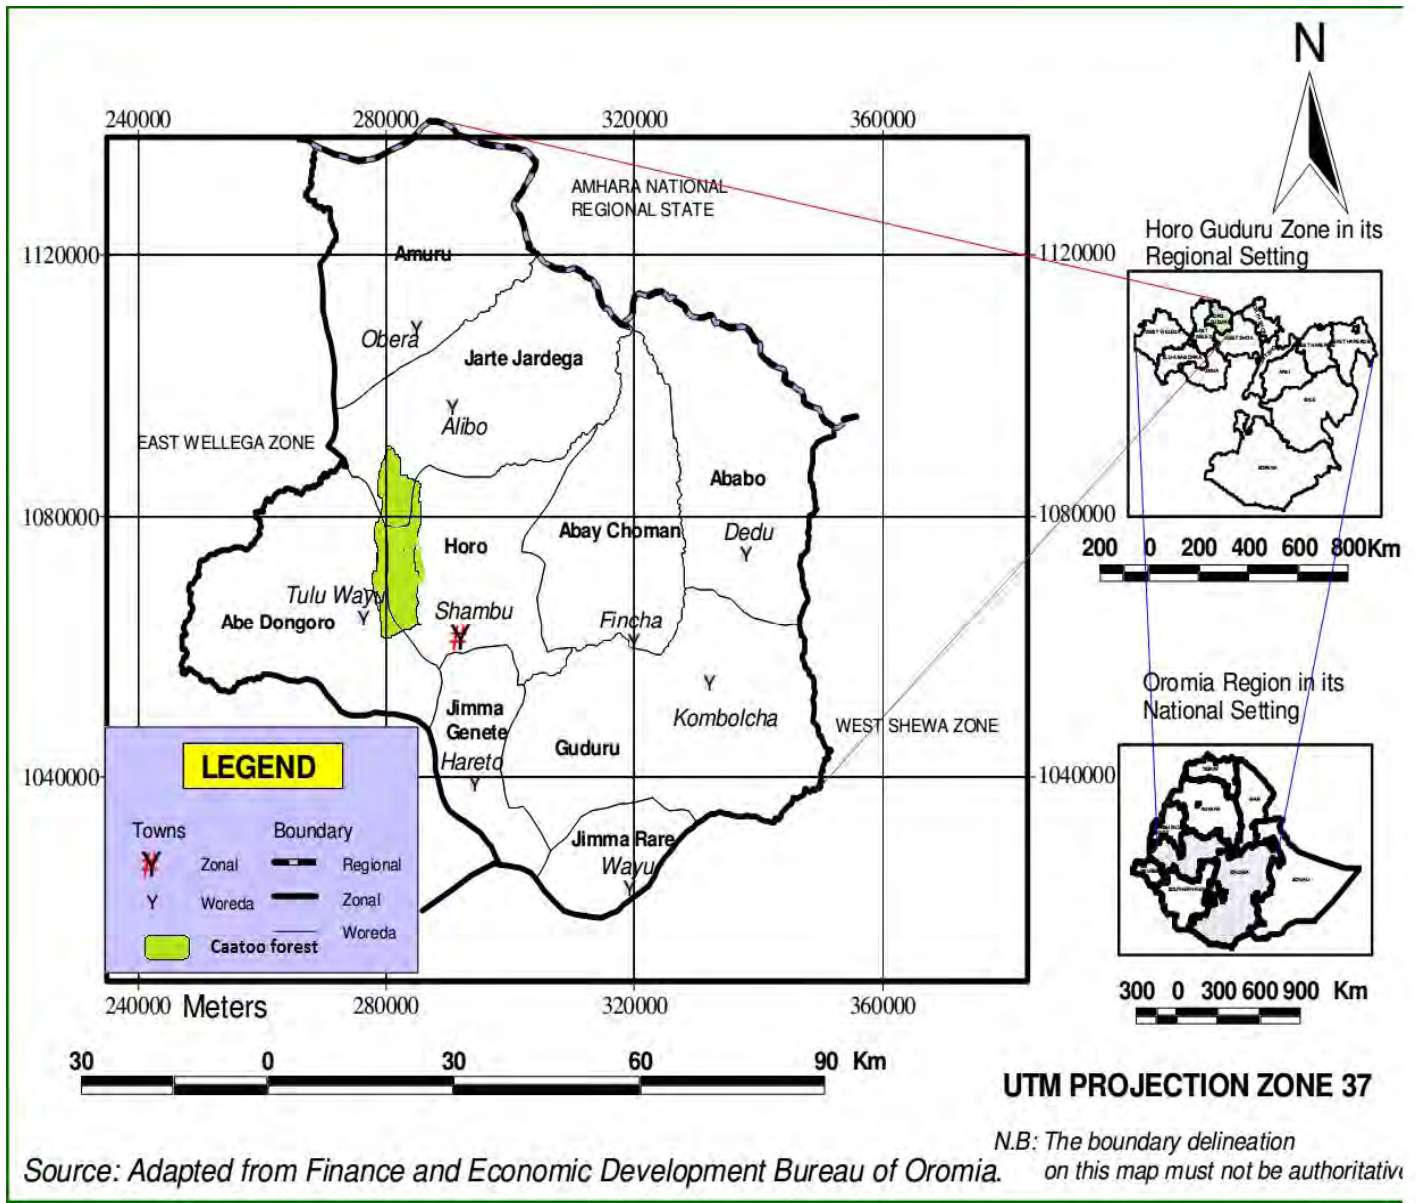 N
240000
280000
320000
360000
AMHARA NATIONAL
REGIONAL STATE
Horo Guduru Zone in its
Regional Setting
1120000
Amuru
1120000
Obera
Jarte Jardega
Alibo
EAST WELLEGA ZONE
Ababo
1080000
Abay Choman
Dedu
1080000
Horo
200 0 200 400 600 800Km
Tulu Wayu
Shambu
Abe Dongoro
Fincha
Oromia Region in its
National Setting
Jimma
Genete
Kombolcha
WEST SHEWA ZONE
Guduru
Hareto
1040000
1040000
LEGEND
Towns
Boundary
Zonal
Regional
Woreda
Zonal
Caatoo forest
Woreda
Jimma Rare
Wayu
300 0 300 600 900 Km
240000
Meters
280000
320000
360000
30 0 30 60 90 Km
UTM PROJECTION ZONE 37
N.B: The boundary delineation
on this map must not be authoritative
Source: Adapted from Finance and Economic Development Bureau of Oromia.